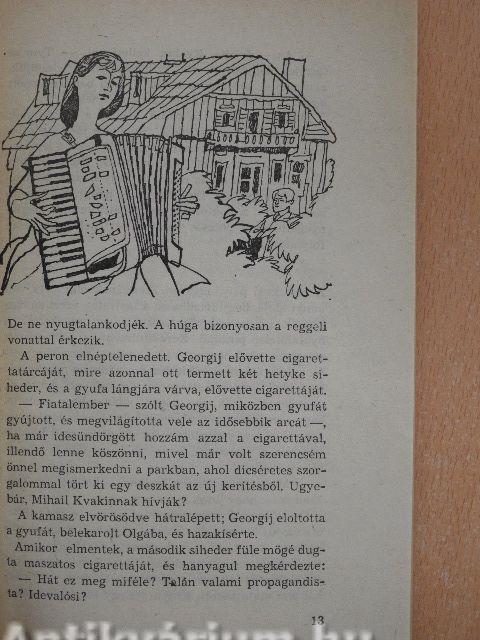 De ne nyugtalankodjék. A húga bizonyosan a reggeli
vonattal érkezik.
A peron elnéptelenedett. Georgij elővette cigaret-
tatárcáját, mire azonnal ott termett két hetyke si-
heder, és a gyufa lángjára várva, elővette cigarettáját.
— Fiatalember — szólt Georgij, miközben gyufát
gyújtott, és megvilágította vele az idősebbik arcát —,
ha már idesündörgött hozzám azzal a cigarettával,
illendő lenne köszönni, mivel már volt szerencsém
önnel megismerkedni a parkban, ahol dicséretes szor-
galommal tört ki egy deszkát az új kerítésből. Ugye-
bár, Mihail Kvakinnak hívják?
A kamasz elvörösödve hátralépett; Georgij eloltotta
a gyufát, belekarolt Olgába, és hazakísérte.
Amikor elmentek, a második siheder füle mögé dug-
ta maszatos cigarettáját, és hanyagul megkérdezte:
— Hát ez meg miféle? Talán valami propagandis-
ta? Idevalósi?
13
Antikvárium.hu